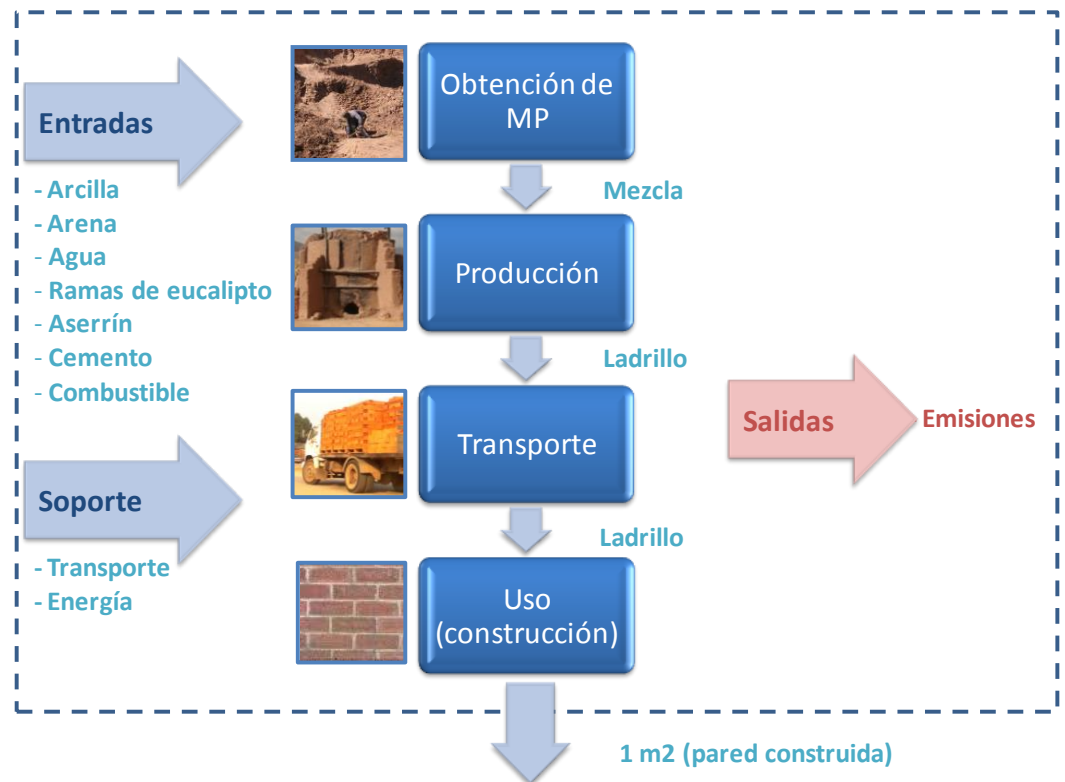 Entradas
- Arcilla
- Arena
- Agua
- Ramas de eucalipto
- Aserrín
- Cemento
- Combustible
Soporte
- Transporte
- Energía
Obtención de
MP
Mezcla
Producción
Ladrillo
Transporte
Ladrillo
Uso
(construcción)
Salidas
Emisiones
1 m2 (pared construida)